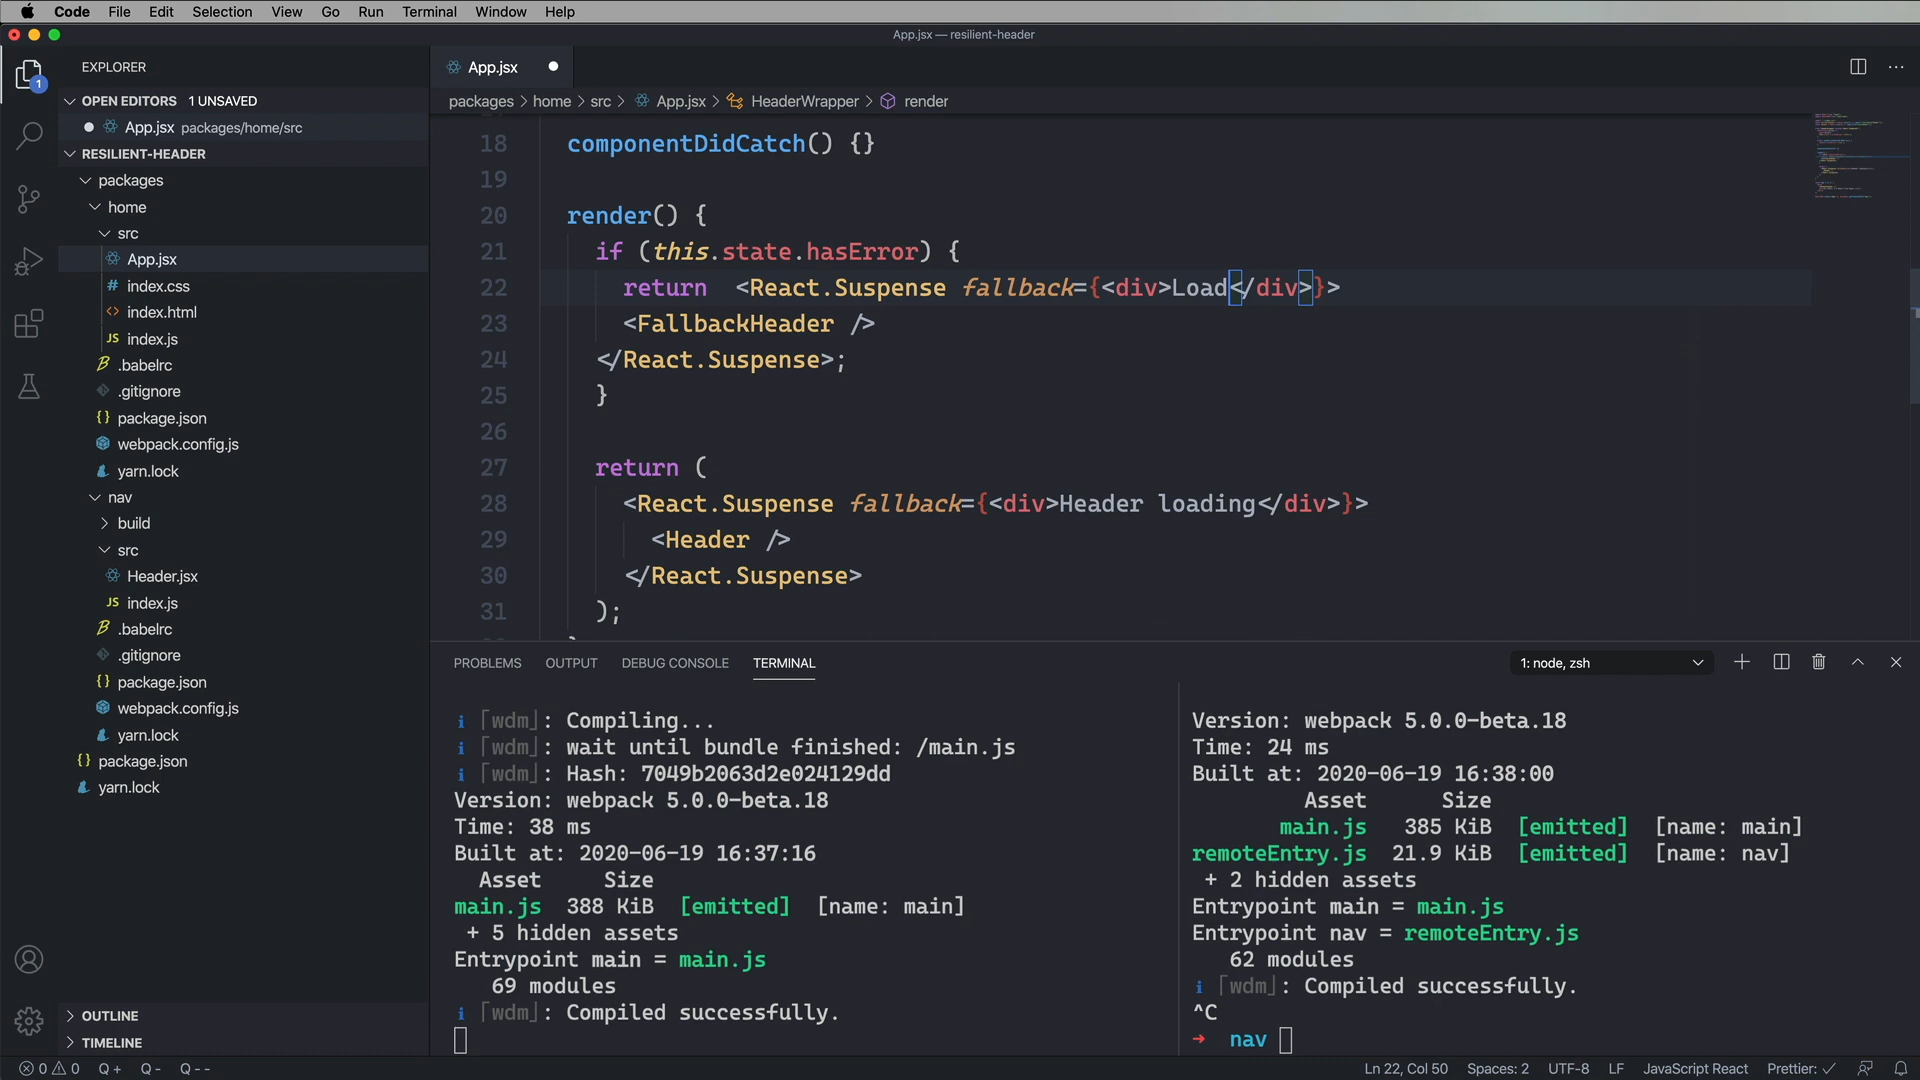 Code File Edit Selection View Go Run Terminal Window Help
App.jsx — resilient-header
EXPLORER
1
OPEN EDITORS 1 UNSAVED
App.jsx packages/home/src
RESILIENT-HEADER
packages
home
src
App.jsx
# index.css
<> index.html
JS index.js
.babelrc
.gitignore
{} package.json
webpack.config.js
yarn.lock
nav
build
src
Header.jsx
JS index.js
.babelrc
.gitignore
{} package.json
webpack.config.js
yarn.lock
{} package.json
yarn.lock
OUTLINE
TIMELINE
App.jsx
packages > home > src > App.jsx > HeaderWrapper > render
18 componentDidCatch() {}
19
20 render() {
21 if (this.state.hasError) {
22 return  <React.Suspense fallback={<div>Load</div>}>
23 <FallbackHeader />
24 </React.Suspense>;
25 }
26
27 return (
28 <React.Suspense fallback={<div>Header loading</div>}>
29 <Header />
30 </React.Suspense>
31 );
PROBLEMS OUTPUT DEBUG CONSOLE TERMINAL
1: node, zsh
i ｢wdm｣: Compiling...
i ｢wdm｣: wait until bundle finished: /main.js
i ｢wdm｣: Hash: 7049b2063d2e024129dd
Version: webpack 5.0.0-beta.18
Time: 38 ms
Built at: 2020-06-19 16:37:16
Asset Size
main.js 388 KiB [emitted] [name: main]
+ 5 hidden assets
Entrypoint main = main.js
69 modules
i ｢wdm｣: Compiled successfully.
Version: webpack 5.0.0-beta.18
Time: 24 ms
Built at: 2020-06-19 16:38:00
Asset Size
main.js 385 KiB [emitted] [name: main]
remoteEntry.js 21.9 KiB [emitted] [name: nav]
+ 2 hidden assets
Entrypoint main = main.js
Entrypoint nav = remoteEntry.js
62 modules
i ｢wdm｣: Compiled successfully.
^C
→ nav
0 0 Q + Q - Q - - Ln 22, Col 50 Spaces: 2 UTF-8 LF JavaScript React Prettier: ✓